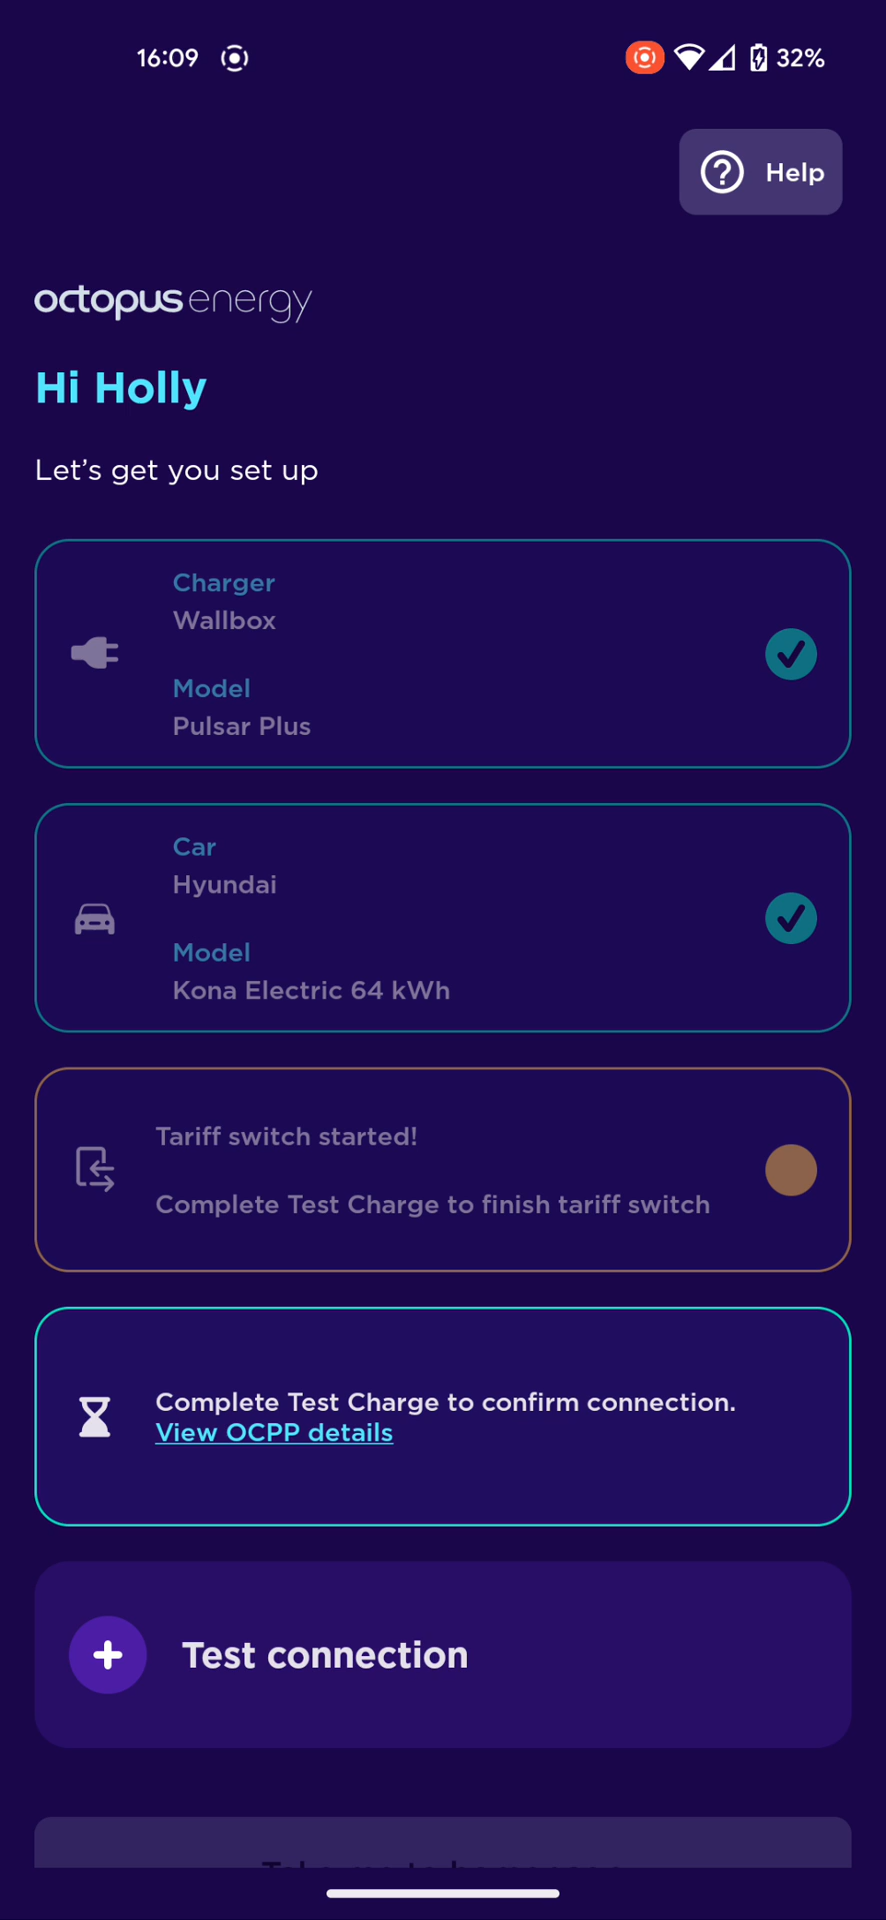 16:09
32%
Help
octopus energy
Hi Holly
Let's get you set up
Charger
Wallbox
Model
Pulsar Plus
Car
Hyundai
Model
Kona Electric 64 kWh
Tariff switch started!
Complete Test Charge to finish tariff switch
Complete Test Charge to confirm connection.
View OCPP details
Test connection